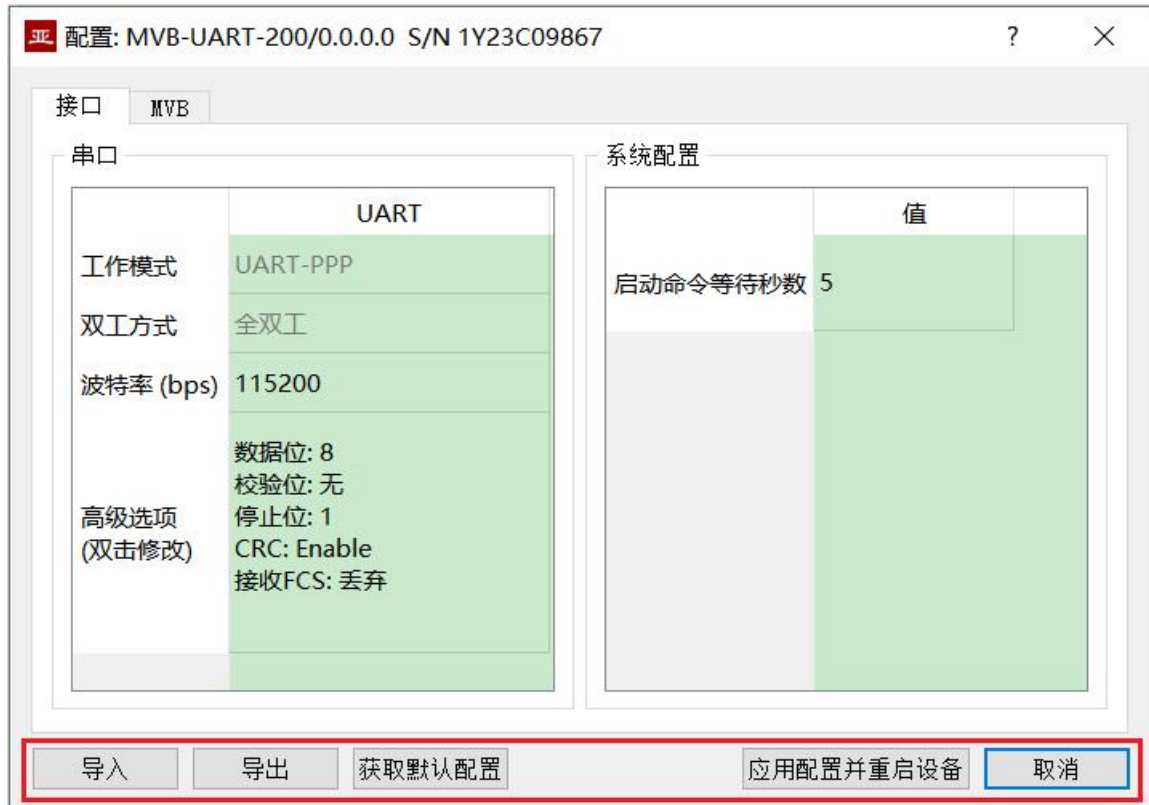 亚 配置: MVB-UART-200/0.0.0.0 S/N 1Y23C09867 ? ×
接口 MVB
串口
UART
工作模式 UART-PPP
双工方式 全双工
波特率 (bps) 115200
高级选项
(双击修改)
数据位: 8
校验位: 无
停止位: 1
CRC: Enable
接收FCS: 丢弃
系统配置
值
启动命令等待秒数 5
导入 导出 获取默认配置 应用配置并重启设备 取消